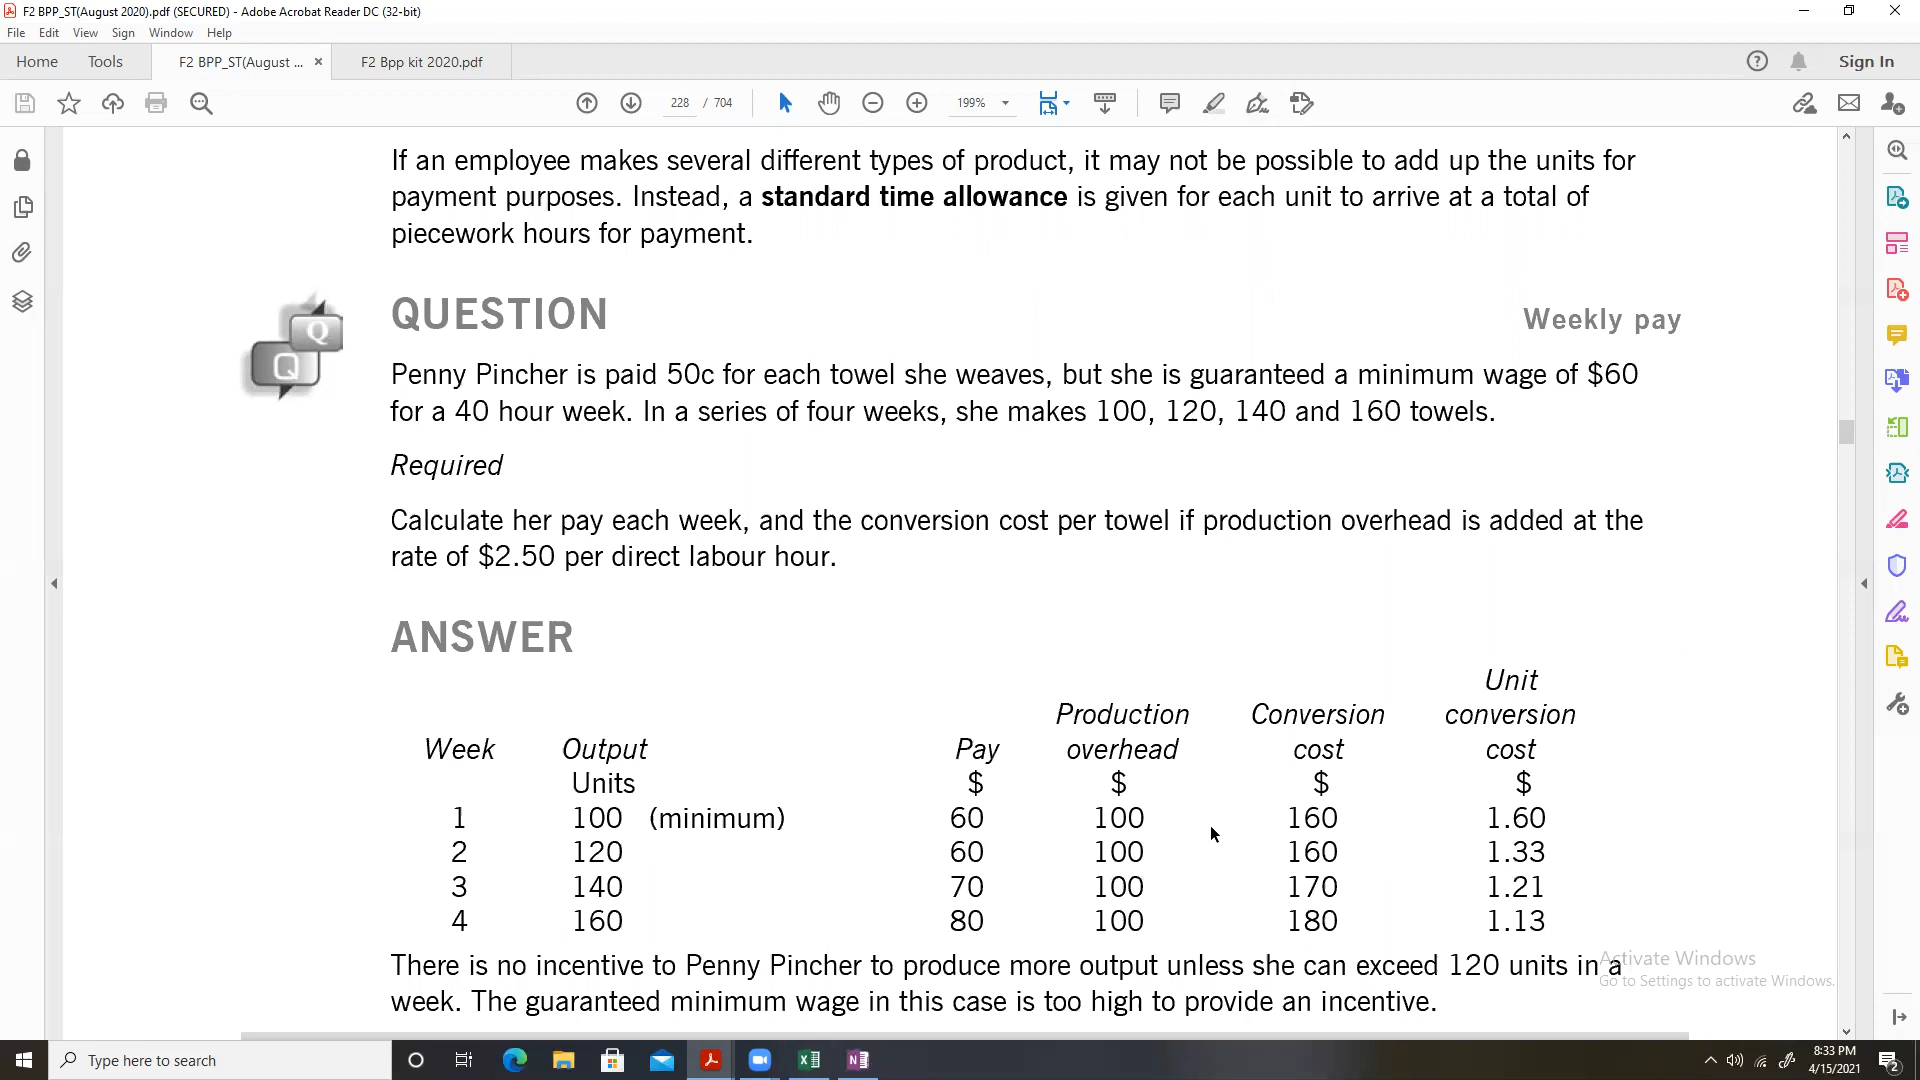 F2 BPP_ST(August 2020).pdf (SECURED) - Adobe Acrobat Reader DC (32-bit)
File Edit View Sign Window Help
Home Tools F2 BPP_ST(August ... × F2 Bpp kit 2020.pdf Sign In
228 / 704 199%
If an employee makes several different types of product, it may not be possible to add up the units for
payment purposes. Instead, a standard time allowance is given for each unit to arrive at a total of
piecework hours for payment.
Q
Q
QUESTION
Weekly pay
Penny Pincher is paid 50c for each towel she weaves, but she is guaranteed a minimum wage of $60
for a 40 hour week. In a series of four weeks, she makes 100, 120, 140 and 160 towels.
Required
Calculate her pay each week, and the conversion cost per towel if production overhead is added at the
rate of $2.50 per direct labour hour.
ANSWER
Unit
Production Conversion conversion
Week Output Pay overhead cost cost
Units $ $ $ $
1 100 (minimum) 60 100 160 1.60
2 120 60 100 160 1.33
3 140 70 100 170 1.21
4 160 80 100 180 1.13
There is no incentive to Penny Pincher to produce more output unless she can exceed 120 units in a
week. The guaranteed minimum wage in this case is too high to provide an incentive.
Activate Windows
Go to Settings to activate Windows.
Type here to search
8:33 PM
4/15/2021
2